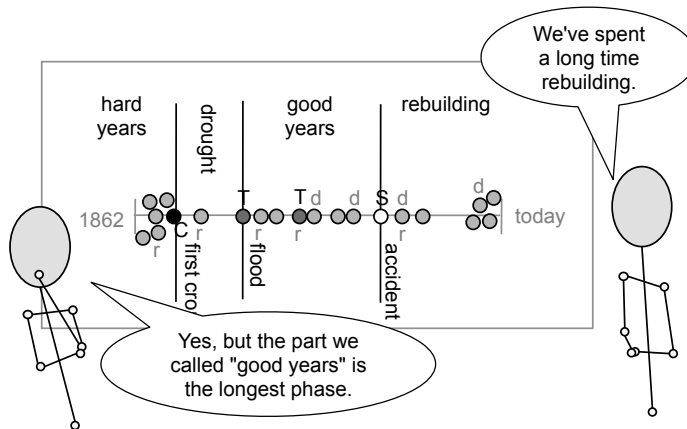 We've spent
a long time
rebuilding.
hard
years
drought
good
years
rebuilding
T
T
d
d
S
d
d
1862
today
C
r
r
r
r
r
first cro
flood
accident
Yes, but the part we
called "good years" is
the longest phase.